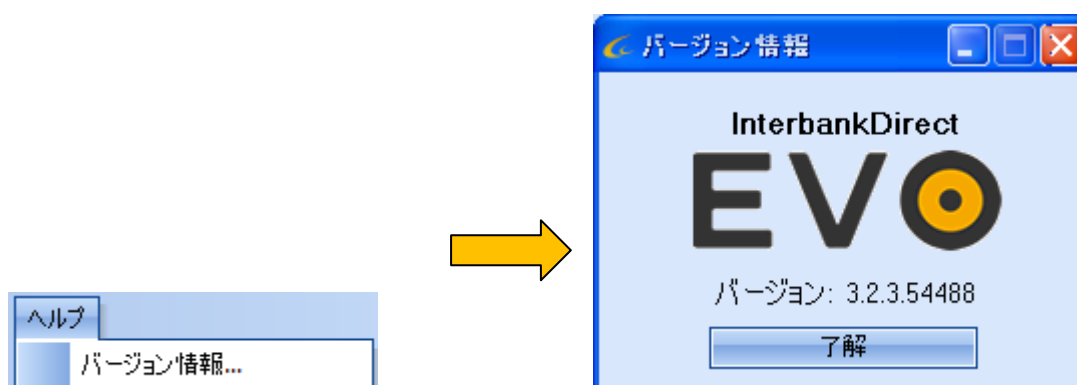 ヘルプ
バージョン情報...
バージョン情報
InterbankDirect
EVO
バージョン: 3.2.3.54488
了解